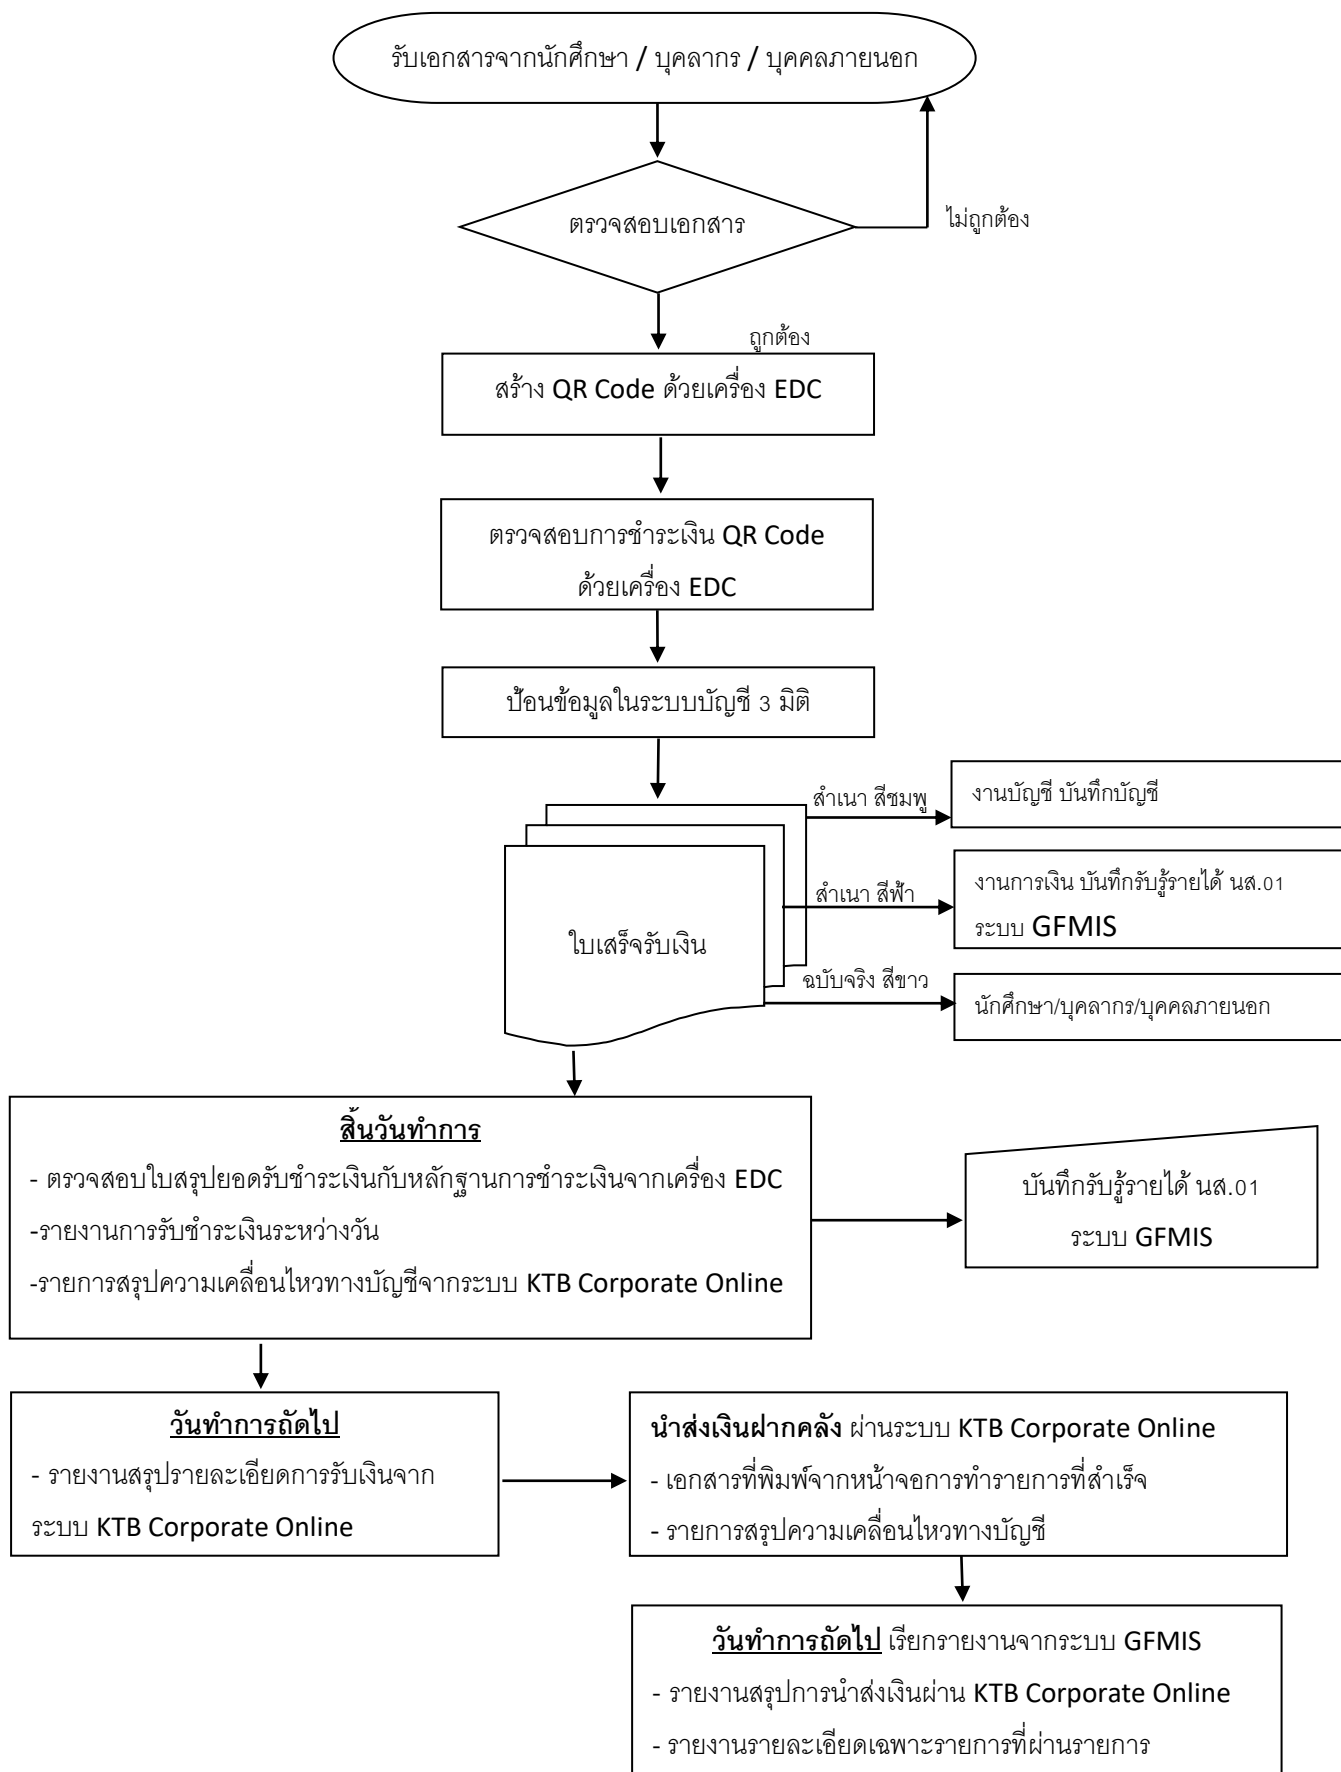 รับเอกสารจากนักศึกษา / บุคลากร / บุคคลภายนอก
ตรวจสอบเอกสาร
ไม่ถูกต้อง
ถูกต้อง
สร้าง QR Code ด้วยเครื่อง EDC
ตรวจสอบการชำระเงิน QR Code
ด้วยเครื่อง EDC
ป้อนข้อมูลในระบบบัญชี 3 มิติ
สำเนา สีชมพู
งานบัญชี บันทึกบัญชี
สำเนา สีฟ้า
งานการเงิน บันทึกรับรู้รายได้ นส.01
ระบบ GFMIS
ใบเสร็จรับเงิน
ฉบับจริง สีขาว
นักศึกษา/บุคลากร/บุคคลภายนอก
สิ้นวันทำการ
- ตรวจสอบใบสรุปยอดรับชำระเงินกับหลักฐานการชำระเงินจากเครื่อง EDC
-รายงานการรับชำระเงินระหว่างวัน
-รายการสรุปความเคลื่อนไหวทางบัญชีจากระบบ KTB Corporate Online
บันทึกรับรู้รายได้ นส.01
ระบบ GFMIS
วันทำการถัดไป
- รายงานสรุปรายละเอียดการรับเงินจาก
ระบบ KTB Corporate Online
นำส่งเงินฝากคลัง ผ่านระบบ KTB Corporate Online
- เอกสารที่พิมพ์จากหน้าจอการทำรายการที่สำเร็จ
- รายการสรุปความเคลื่อนไหวทางบัญชี
วันทำการถัดไป เรียกรายงานจากระบบ GFMIS
- รายงานสรุปการนำส่งเงินผ่าน KTB Corporate Online
- รายงานรายละเอียดเฉพาะรายการที่ผ่านรายการ